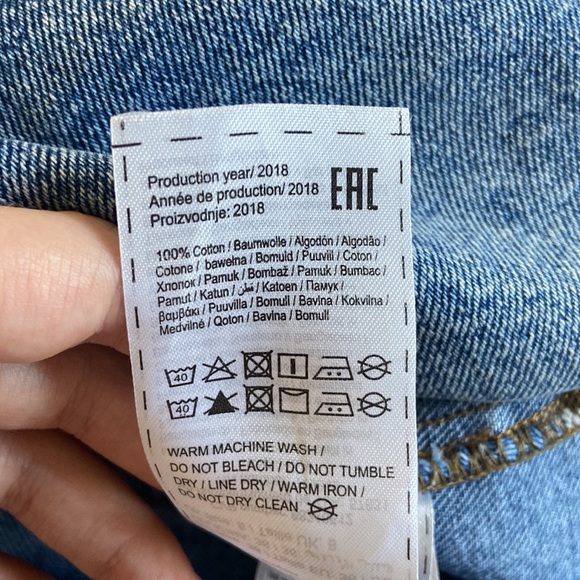 Production year/ 2018
Année de production/ 2018
Proizvodnje: 2018
EAC
100% Cotton / Baumwolle / Algodón / Algodão /
Cotone / bawełna / Bomuld / Puuvill / Coton /
Хлопок / Pamuk / Bombaž / Pamuk / Bumbac /
Pamut / Katun / قطن / Katoen / Памук /
βαμβάκι / Puuvilla / Bomull / Bavlna / Kokvilna /
Medvilné / Qoton / Bavlna / Bomull
40
40
WARM MACHINE WASH /
DO NOT BLEACH / DO NOT TUMBLE
DRY / LINE DRY / WARM IRON /
DO NOT DRY CLEAN